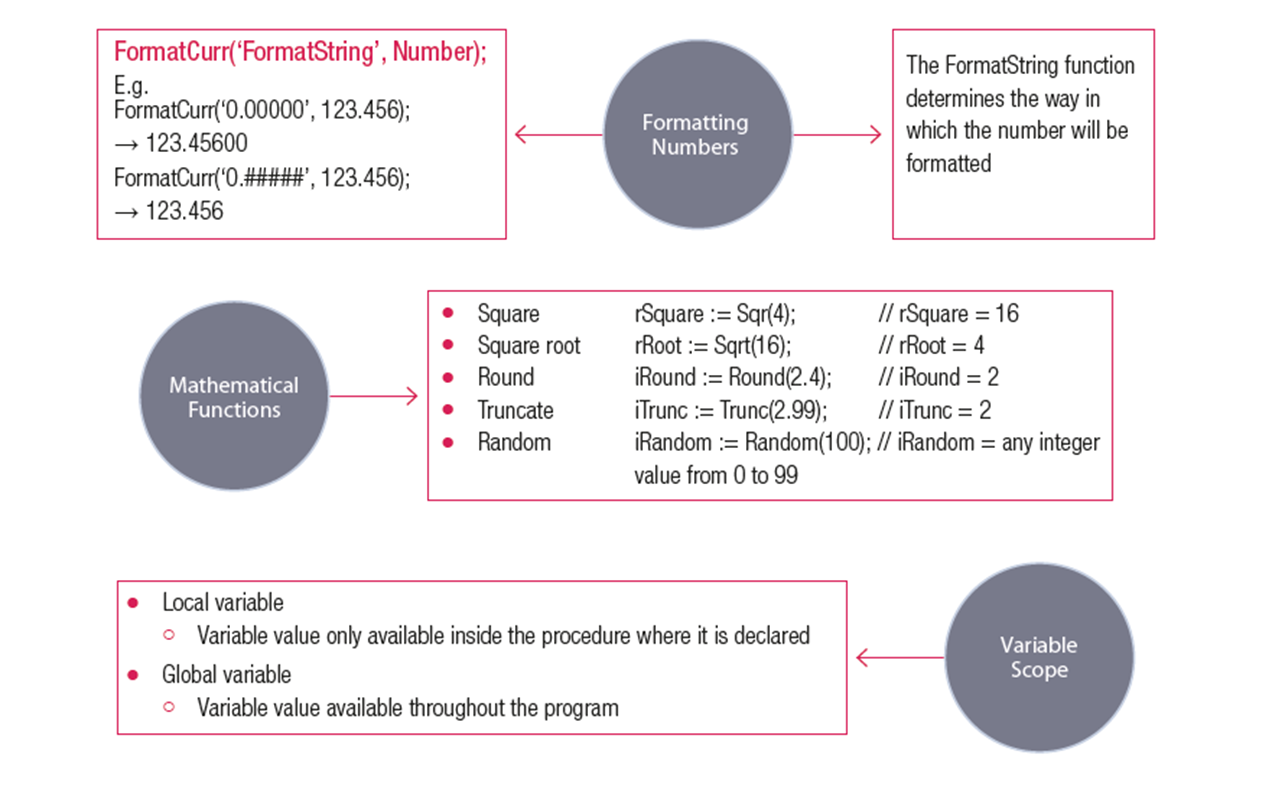 FormatCurr(‘FormatString’, Number);
E.g.
FormatCurr(‘0.00000’, 123.456);
→ 123.45600
FormatCurr(‘0.#####’, 123.456);
→ 123.456
Formatting
Numbers
The FormatString function
determines the way in
which the number will be
formatted
Mathematical
Functions
● Square rSquare := Sqr(4); // rSquare = 16
● Square root rRoot := Sqrt(16); // rRoot = 4
● Round iRound := Round(2.4); // iRound = 2
● Truncate iTrunc := Trunc(2.99); // iTrunc = 2
● Random iRandom := Random(100); // iRandom = any integer
value from 0 to 99
● Local variable
○ Variable value only available inside the procedure where it is declared
● Global variable
○ Variable value available throughout the program
Variable
Scope